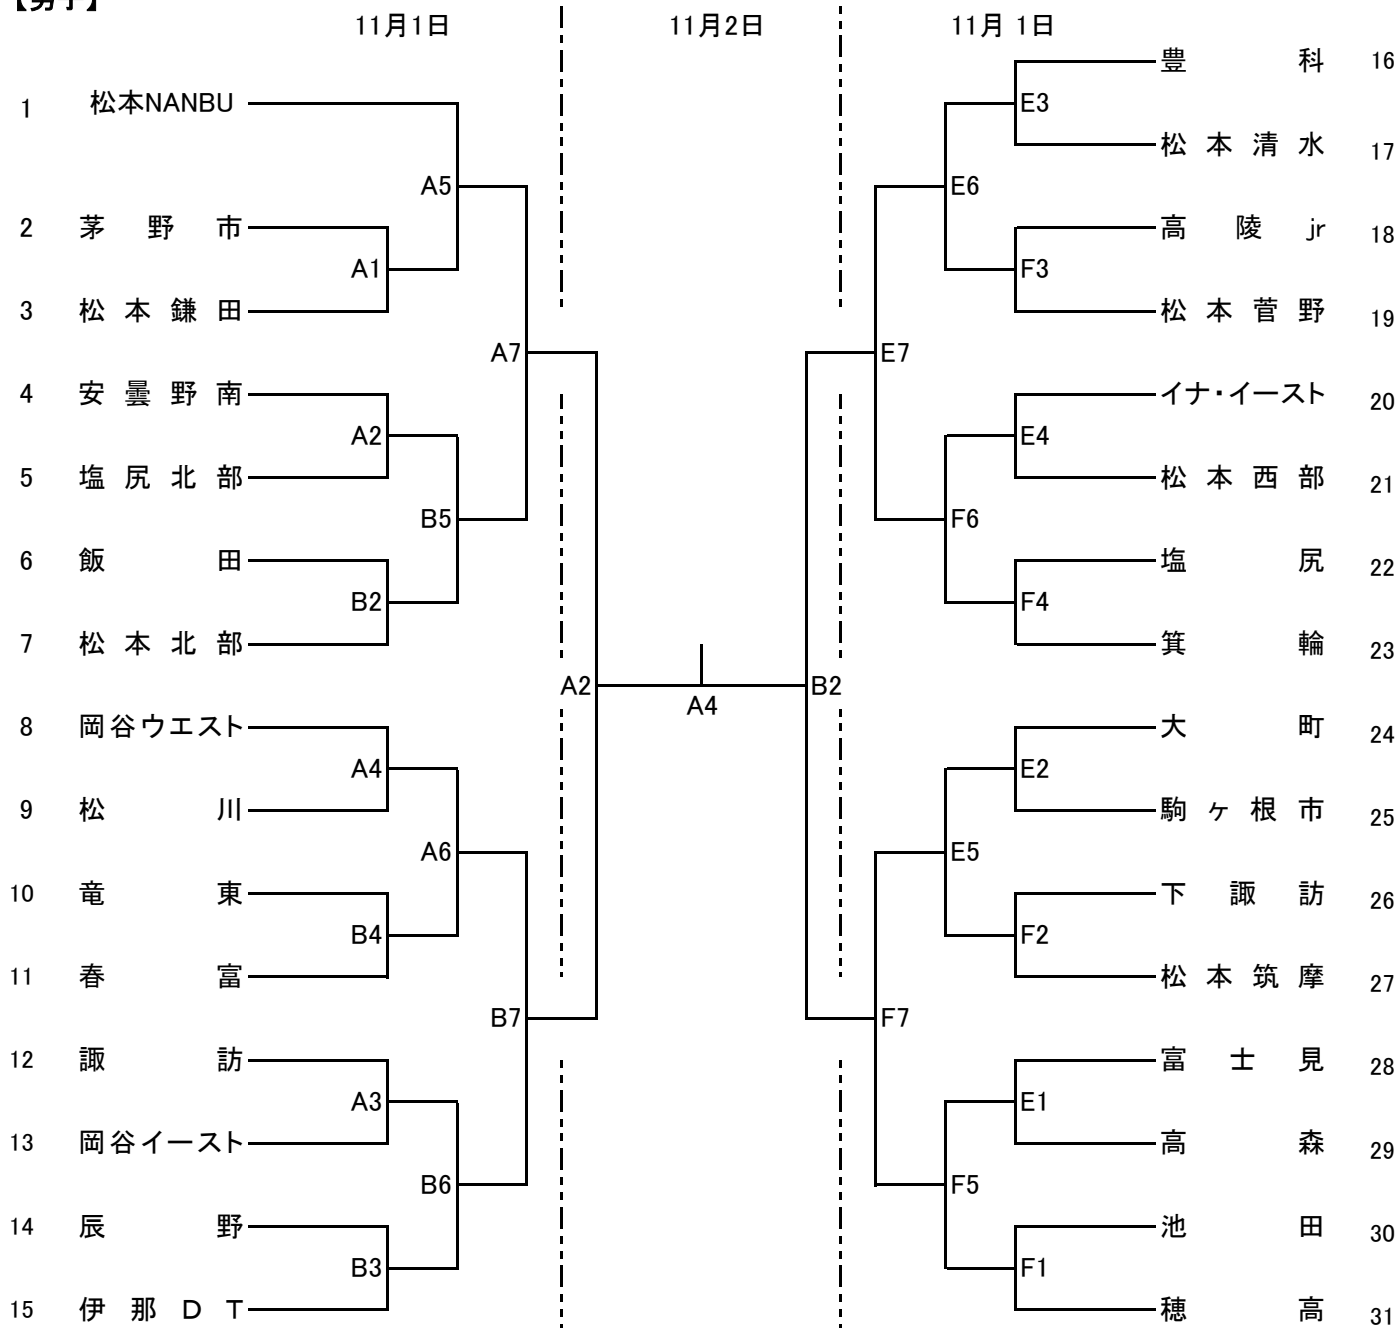 【男子】
11月1日 11月2日 11月 1日
1 松本NANBU
2 茅野市
3 松本鎌田
4 安曇野南
5 塩尻北部
6 飯田
7 松本北部
8 岡谷ウエスト
9 松川
10 竜東
11 春富
12 諏訪
13 岡谷イースト
14 辰野
15 伊那DT
A1
A2
B2
A4
B4
A3
B3
A5
B5
A6
B6
A7
B7
A2
A4
B2
E7
F7
E6
F6
E5
F5
E3
F3
E4
F4
E2
F2
E1
F1
豊科 16
松本清水 17
高陵jr 18
松本菅野 19
イナ・イースト 20
松本西部 21
塩尻 22
箕輪 23
大町 24
駒ヶ根市 25
下諏訪 26
松本筑摩 27
富士見 28
高森 29
池田 30
穂高 31